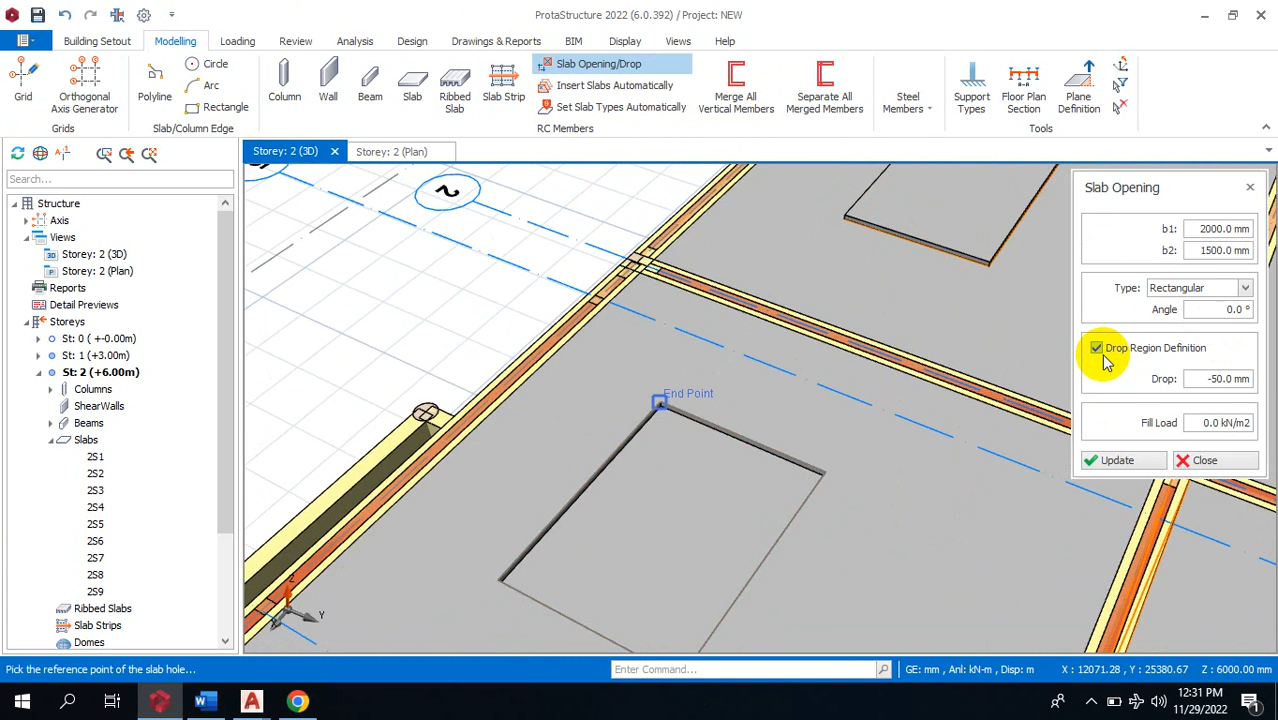 ProtaStructure 2022 (6.0.392) / Project: NEW
Building Setout Modelling Loading Review Analysis Design Drawings & Reports BIM Display Views Help
Grid
Orthogonal Axis Generator
Grids
Polyline
Circle
Arc
Rectangle
Slab/Column Edge
Column
Wall
Beam
Slab
Ribbed Slab
Slab Strip
Slab Opening/Drop
Insert Slabs Automatically
Set Slab Types Automatically
RC Members
Merge All Vertical Members
Separate All Merged Members
Steel Members
Support Types
Floor Plan Section
Plane Definition
Tools
Storey: 2 (3D)
Storey: 2 (Plan)
Search...
Structure
Axis
Views
Storey: 2 (3D)
Storey: 2 (Plan)
Reports
Detail Previews
Storeys
St: 0 ( +-0.00m)
St: 1 (+3.00m)
St: 2 (+6.00m)
Columns
ShearWalls
Beams
Slabs
2S1
2S2
2S3
2S4
2S5
2S6
2S7
2S8
2S9
Ribbed Slabs
Slab Strips
Domes
2
End Point
Z
Y
Slab Opening
b1: 2000.0 mm
b2: 1500.0 mm
Type: Rectangular
Angle 0.0 °
Drop Region Definition
Drop: -50.0 mm
Fill Load 0.0 kN/m2
Update Close
Pick the reference point of the slab hole...
Enter Command...
GE: mm , Anl: kN-m , Disp: m
X : 12071.28 , Y : 25380.67
Z : 6000.00 mm
12:31 PM
11/29/2022